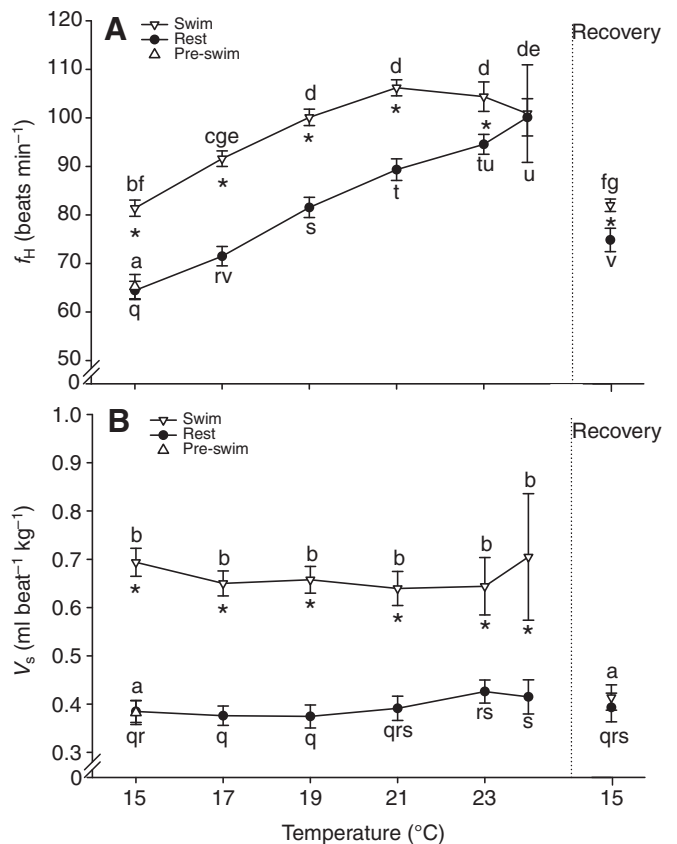 A
Swim
Rest
Pre-swim
Recovery
fH (beats min–1)
120
110
100
90
80
70
60
50
0
bf
cge
d
d
d
de
fg
*
*
*
*
*
*
a
q
rv
s
t
tu
u
v
B
Swim
Rest
Pre-swim
Recovery
Vs (ml beat–1 kg–1)
1.0
0.9
0.8
0.7
0.6
0.5
0.4
0.3
0
b
b
b
b
b
b
*
*
*
*
*
*
a
a
qr
q
q
qrs
rs
s
qrs
15
17
19
21
23
15
Temperature (°C)